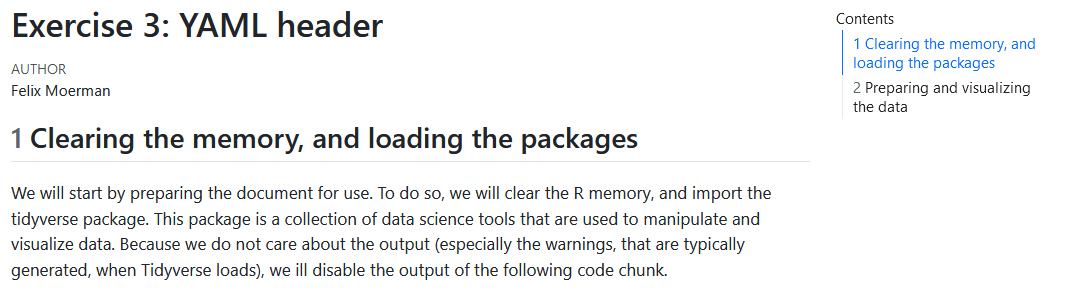 Exercise 3: YAML header
AUTHOR
Felix Moerman
1 Clearing the memory, and loading the packages
We will start by preparing the document for use. To do so, we will clear the R memory, and import the
tidyverse package. This package is a collection of data science tools that are used to manipulate and
visualize data. Because we do not care about the output (especially the warnings, that are typically
generated, when Tidyverse loads), we ill disable the output of the following code chunk.
Contents
1 Clearing the memory, and
loading the packages
2 Preparing and visualizing
the data